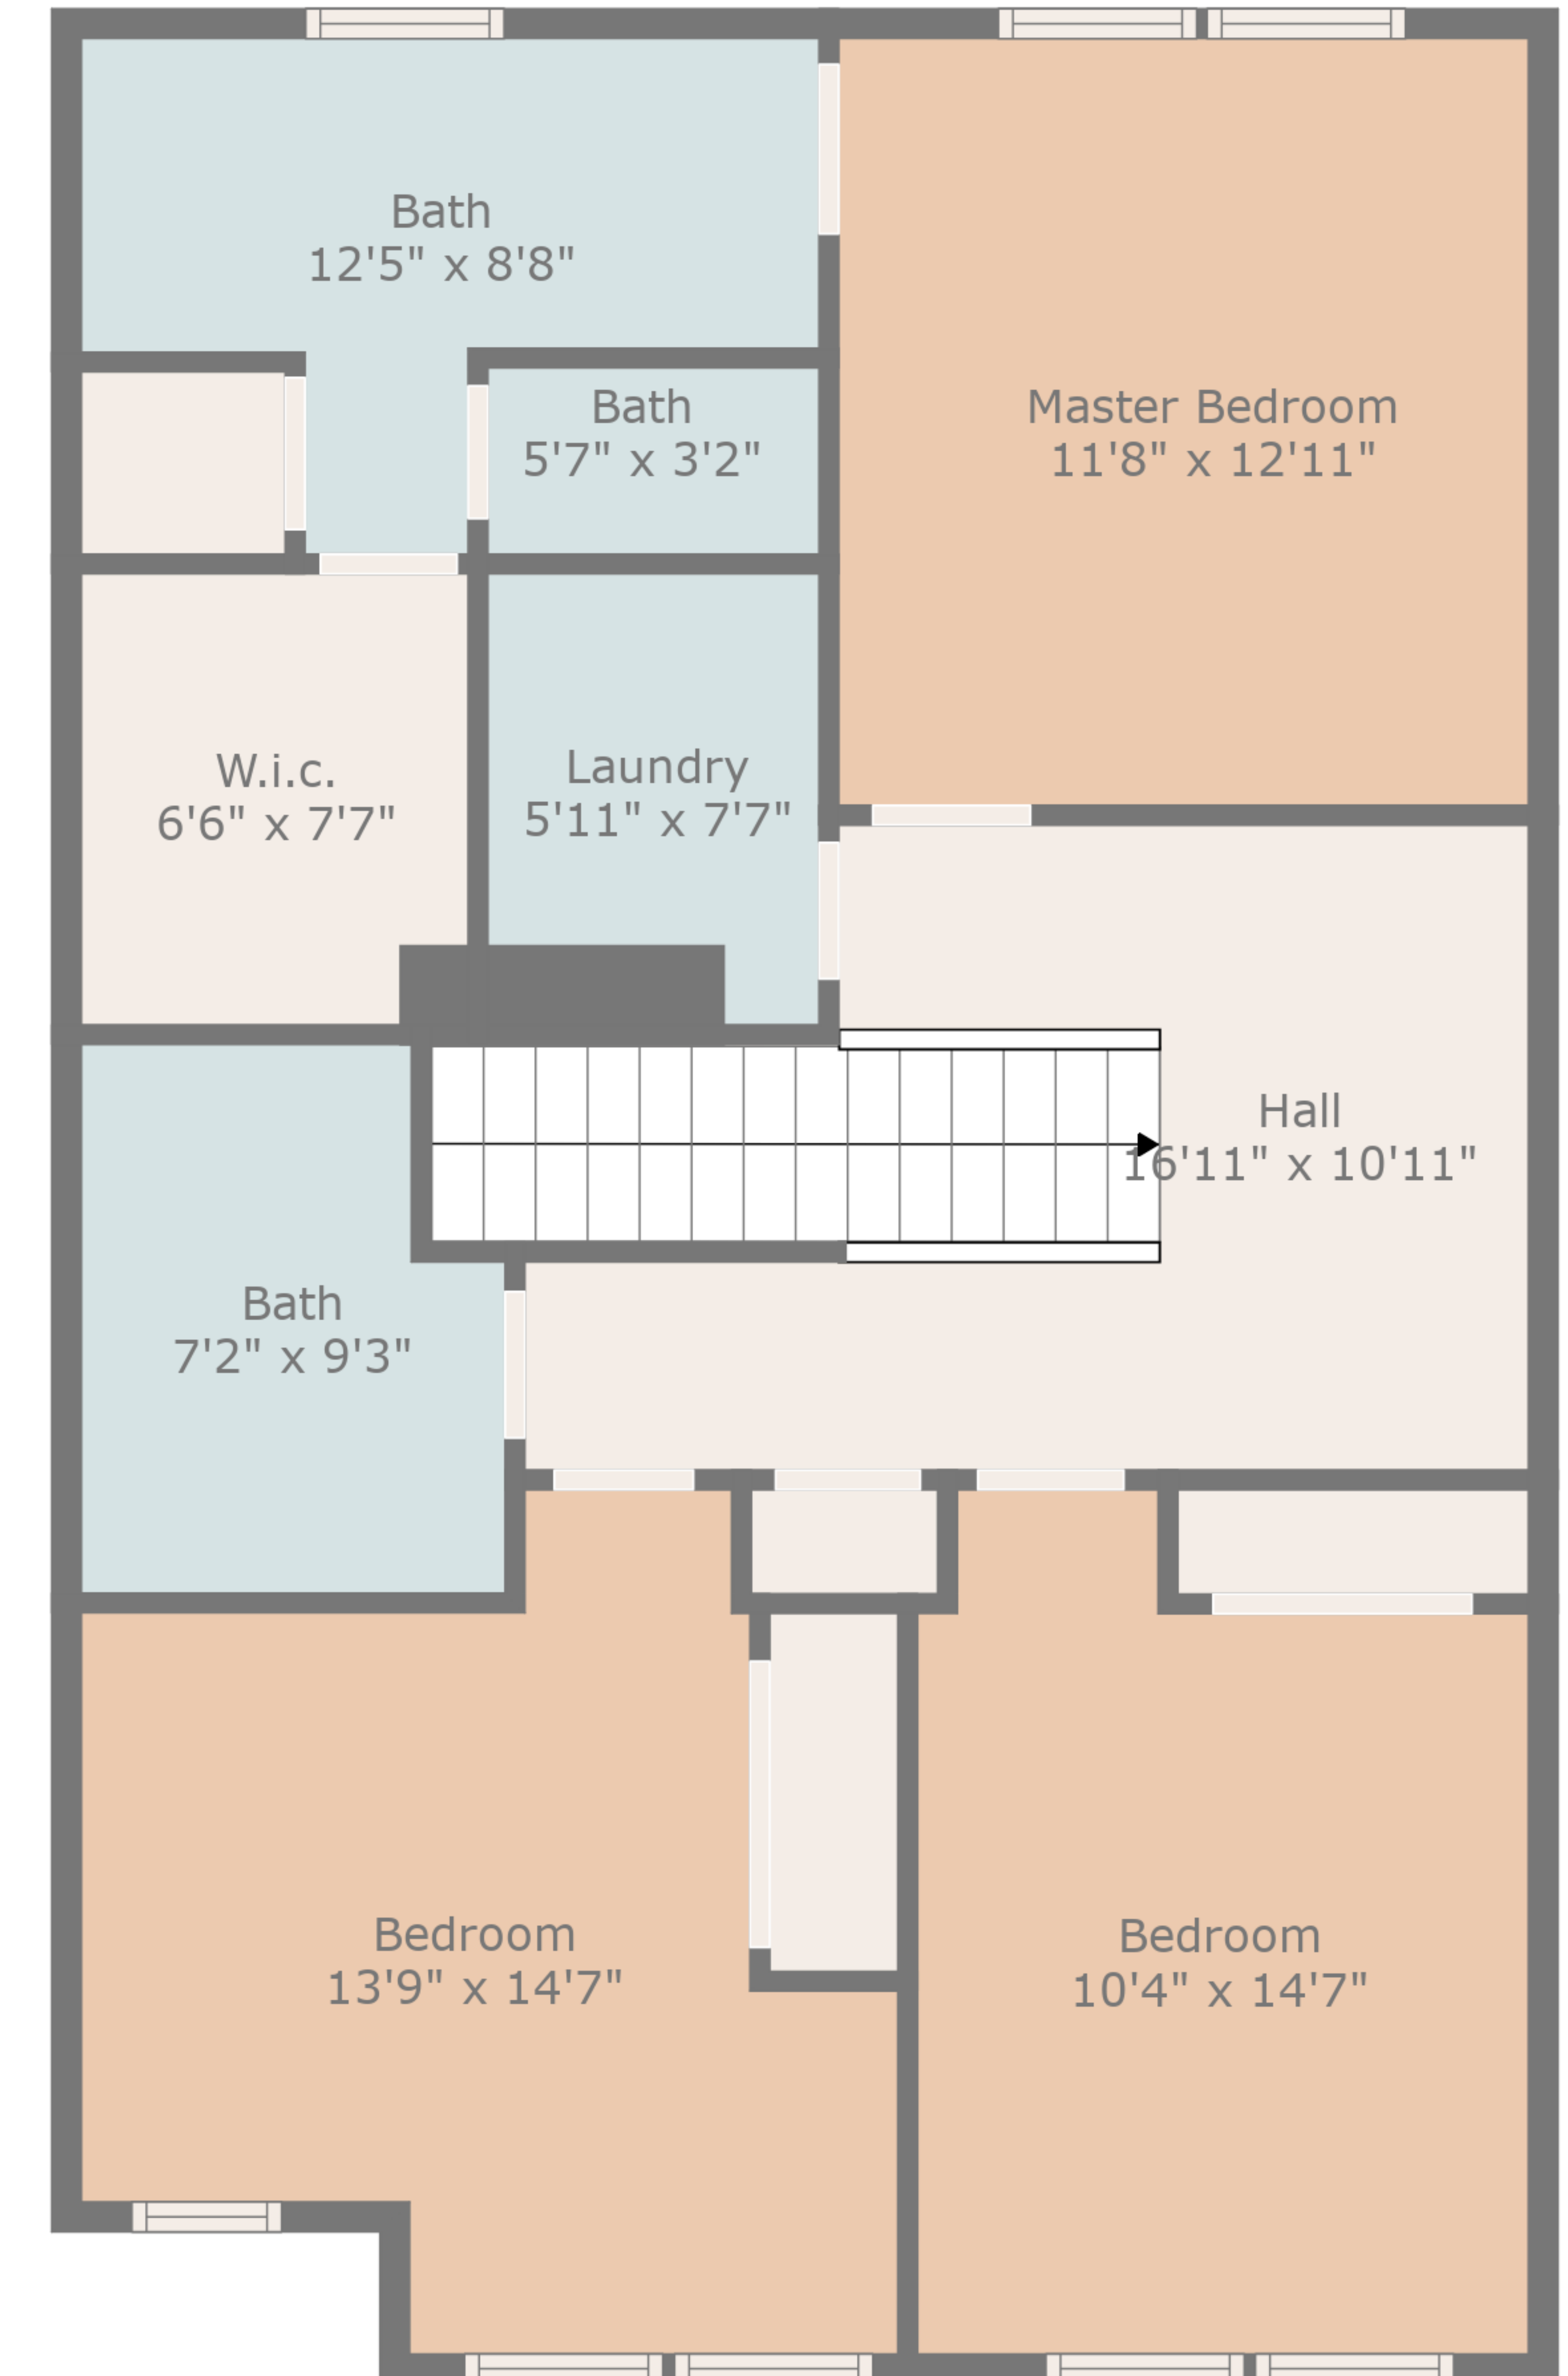 Bath
12'5" x 8'8"
Bath
5'7" x 3'2"
Master Bedroom
11'8" x 12'11"
W.i.c.
6'6" x 7'7"
Laundry
5'11" x 7'7"
Hall
16'11" x 10'11"
Bath
7'2" x 9'3"
Bedroom
13'9" x 14'7"
Bedroom
10'4" x 14'7"